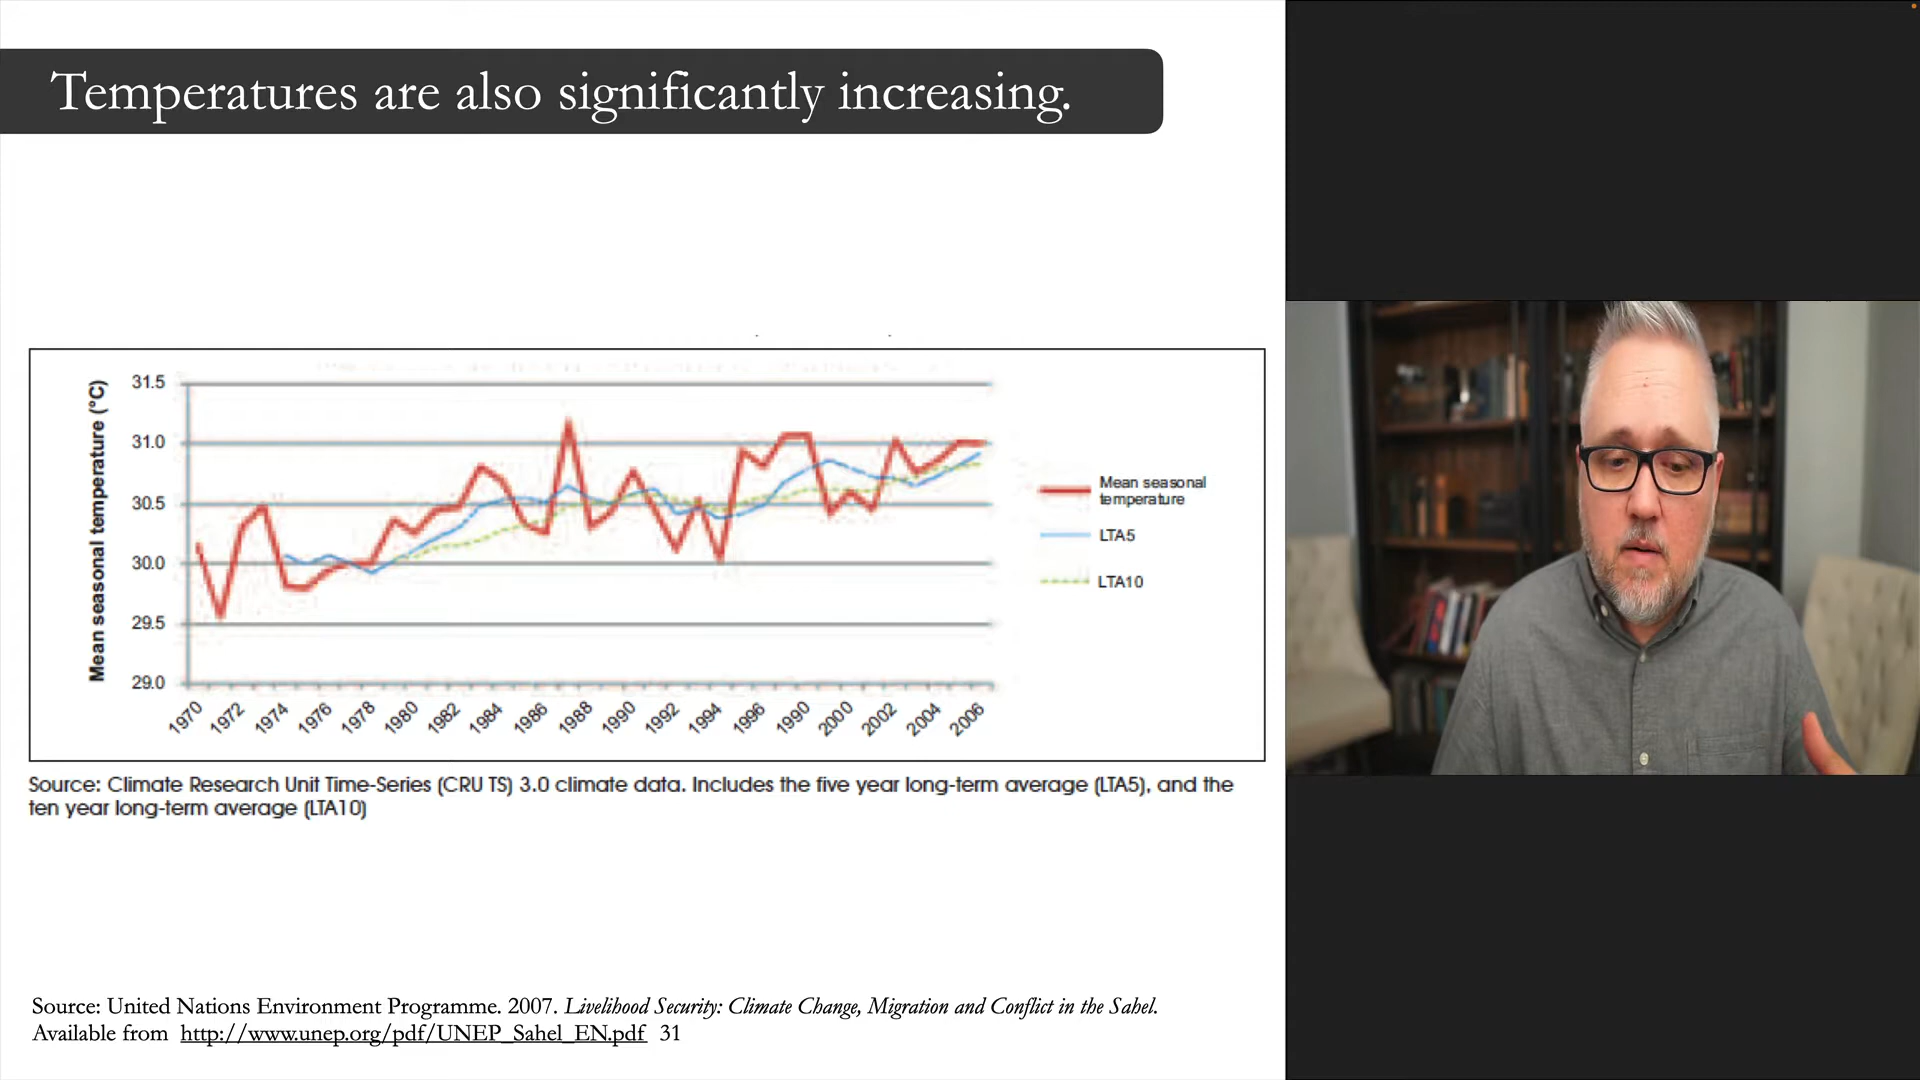 Temperatures are also significantly increasing.
Mean seasonal temperature (°C)
31.5
31.0
30.5
30.0
29.5
29.0
1970 1972 1974 1976 1978 1980 1982 1984 1986 1988 1990 1992 1994 1996 1990 2000 2002 2004 2006
Mean seasonal
temperature
LTA5
LTA10
Source: Climate Research Unit Time-Series (CRU TS) 3.0 climate data. Includes the five year long-term average (LTA5), and the
ten year long-term average (LTA10)
Source: United Nations Environment Programme. 2007. Livelihood Security: Climate Change, Migration and Conflict in the Sahel.
Available from http://www.unep.org/pdf/UNEP_Sahel_EN.pdf 31